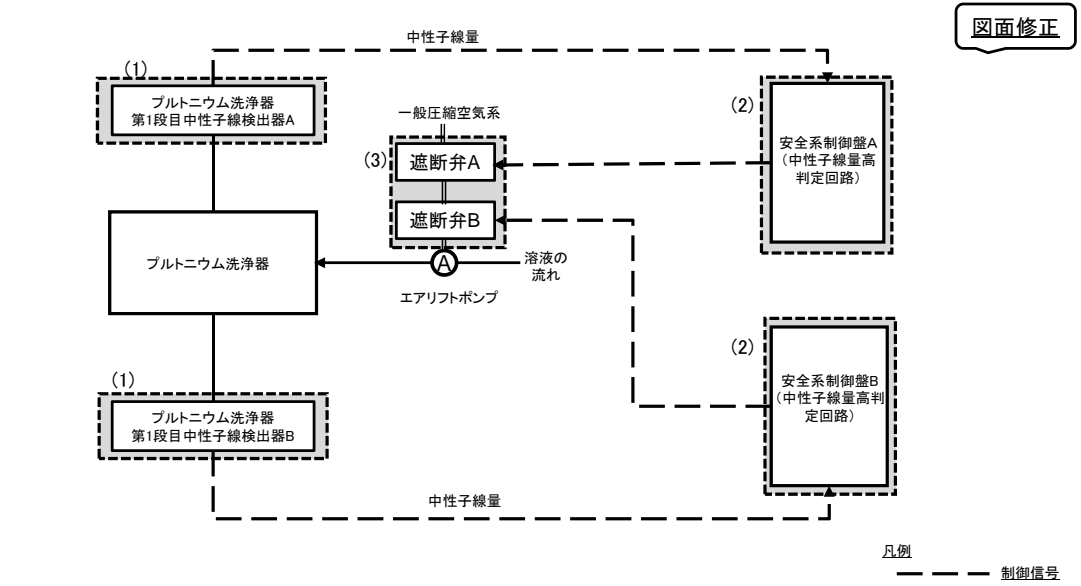 図面修正
中性子線量
(1)
プルトニウム洗浄器
第1段目中性子線検出器A
一般圧縮空気系
(3)
遮断弁A
遮断弁B
(2)
安全系制御盤A
(中性子線量高
判定回路)
プルトニウム洗浄器
A
溶液の
流れ
エアリフトポンプ
(2)
安全系制御盤B
(中性子線量高判
定回路)
(1)
プルトニウム洗浄器
第1段目中性子線検出器B
中性子線量
凡例
制御信号